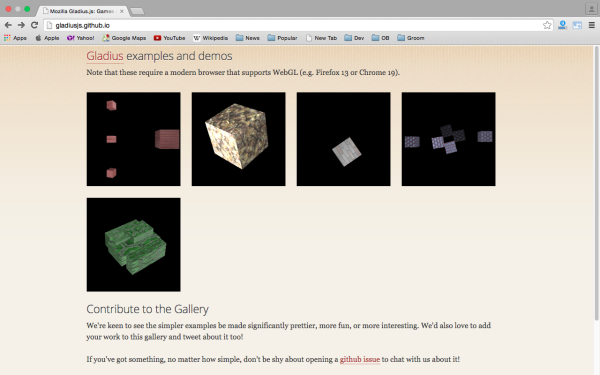 Mozilla Gladius.js: Games
gladiusjs.github.io
Apps Apple Yahoo! Google Maps YouTube Wikipedia News Popular New Tab Dev OB Groom
Gladius examples and demos
Note that these require a modern browser that supports WebGL (e.g. Firefox 13 or Chrome 19).
Contribute to the Gallery
We're keen to see the simpler examples be made significantly prettier, more fun, or more interesting. We'd also love to add
your work to this gallery and tweet about it too!
If you've got something, no matter how simple, don't be shy about opening a github issue to chat with us about it!